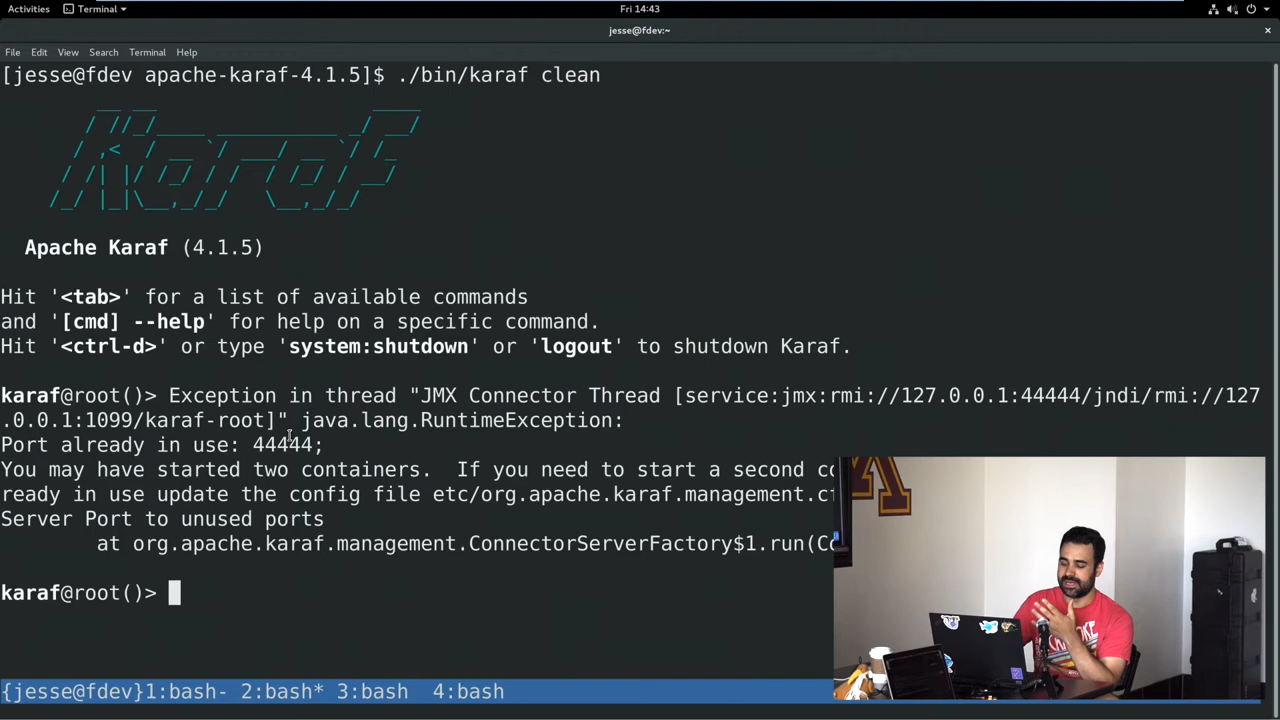 Activities Terminal Fri 14:43
jesse@fdev:~ ×
File Edit View Search Terminal Help
[jesse@fdev apache-karaf-4.1.5]$ ./bin/karaf clean
Karaf
Apache Karaf (4.1.5)
Hit '<tab>' for a list of available commands
and '[cmd] --help' for help on a specific command.
Hit '<ctrl-d>' or type 'system:shutdown' or 'logout' to shutdown Karaf.
karaf@root()> Exception in thread "JMX Connector Thread [service:jmx:rmi://127.0.0.1:44444/jndi/rmi://127
.0.0.1:1099/karaf-root]" java.lang.RuntimeException:
Port already in use: 44444;
You may have started two containers.  If you need to start a second co
ready in use update the config file etc/org.apache.karaf.management.cf
Server Port to unused ports
at org.apache.karaf.management.ConnectorServerFactory$1.run(Co
karaf@root()>
{jesse@fdev}1:bash- 2:bash* 3:bash  4:bash